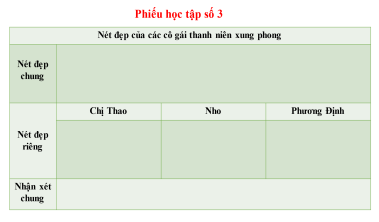 Phiếu học tập số 3
Nét đẹp của các cô gái thanh niên xung phong
Nét đẹp
chung
Nét đẹp
riêng
Chị Thao Nho Phương Định
Nhận xét
chung